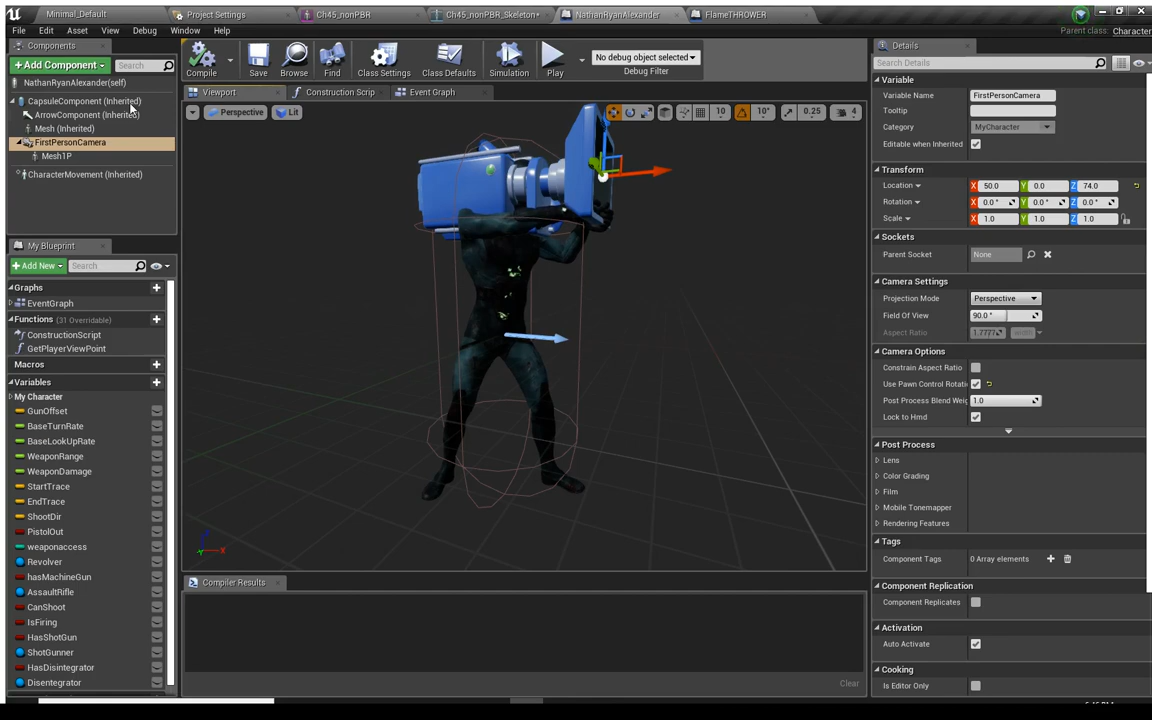 Minimal_Default
Project Settings
Ch45_nonPBR
Ch45_nonPBR_Skeleton*
NathanRyanAlexander
FlameTHROWER
File Edit Asset View Debug Window Help
Parent class: Character
Components
+ Add Component
Search
NathanRyanAlexander(self)
CapsuleComponent (Inherited)
ArrowComponent (Inherited)
Mesh (Inherited)
FirstPersonCamera
Mesh1P
CharacterMovement (Inherited)
My Blueprint
+ Add New
Search
Graphs
EventGraph
Functions (31 Overridable)
ConstructionScript
GetPlayerViewPoint
Macros
Variables
My Character
GunOffset
BaseTurnRate
BaseLookUpRate
WeaponRange
WeaponDamage
StartTrace
EndTrace
ShootDir
PistolOut
weaponaccess
Revolver
hasMachineGun
AssaultRifle
CanShoot
IsFiring
HasShotGun
ShotGunner
HasDisintegrator
Disentegrator
Compile
Save
Browse
Find
Class Settings
Class Defaults
Simulation
Play
No debug object selected
Debug Filter
Viewport
Construction Scrip
Event Graph
Perspective
Lit
10
10°
0.25
4
X
Compiler Results
Clear
Details
Search Details
Variable
Variable Name FirstPersonCamera
Tooltip
Category MyCharacter
Editable when Inherited
Transform
Location X 50.0 Y 0.0 Z 74.0
Rotation X 0.0° Y 0.0° Z 0.0°
Scale X 1.0 Y 1.0 Z 1.0
Sockets
Parent Socket None
Camera Settings
Projection Mode Perspective
Field Of View 90.0°
Aspect Ratio 1.7777
Camera Options
Constrain Aspect Ratio
Use Pawn Control Rotati
Post Process Blend Weig 1.0
Lock to Hmd
Post Process
Lens
Color Grading
Film
Mobile Tonemapper
Rendering Features
Tags
Component Tags 0 Array elements
Component Replication
Component Replicates
Activation
Auto Activate
Cooking
Is Editor Only